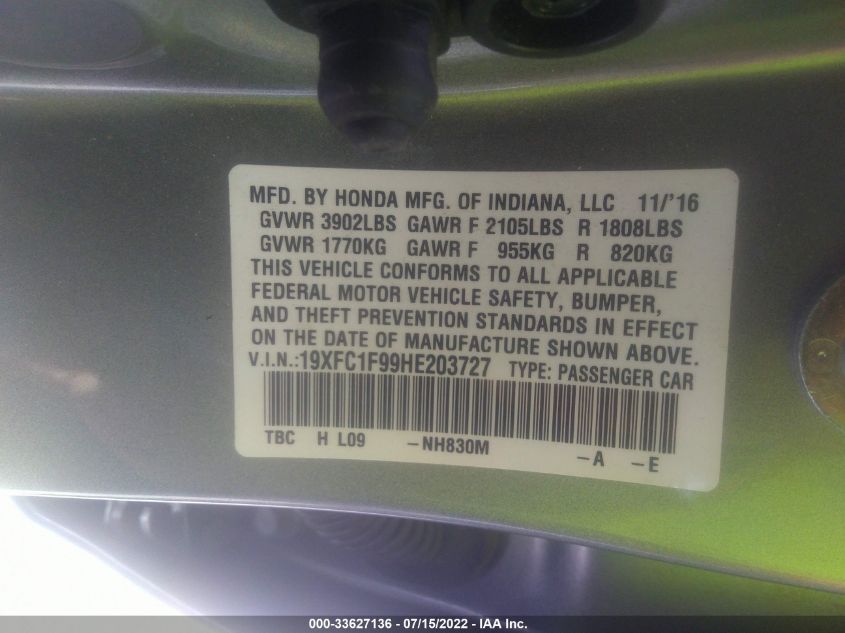 MFD. BY HONDA MFG. OF INDIANA, LLC 11/'16
GVWR 3902LBS GAWR F 2105LBS R 1808LBS
GVWR 1770KG GAWR F 955KG R 820KG
THIS VEHICLE CONFORMS TO ALL APPLICABLE
FEDERAL MOTOR VEHICLE SAFETY, BUMPER,
AND THEFT PREVENTION STANDARDS IN EFFECT
ON THE DATE OF MANUFACTURE SHOWN ABOVE.
V.I.N.:19XFC1F99HE203727 TYPE: PASSENGER CAR
TBC H L09 -NH830M -A -E
000-33627136 - 07/15/2022 - IAA Inc.